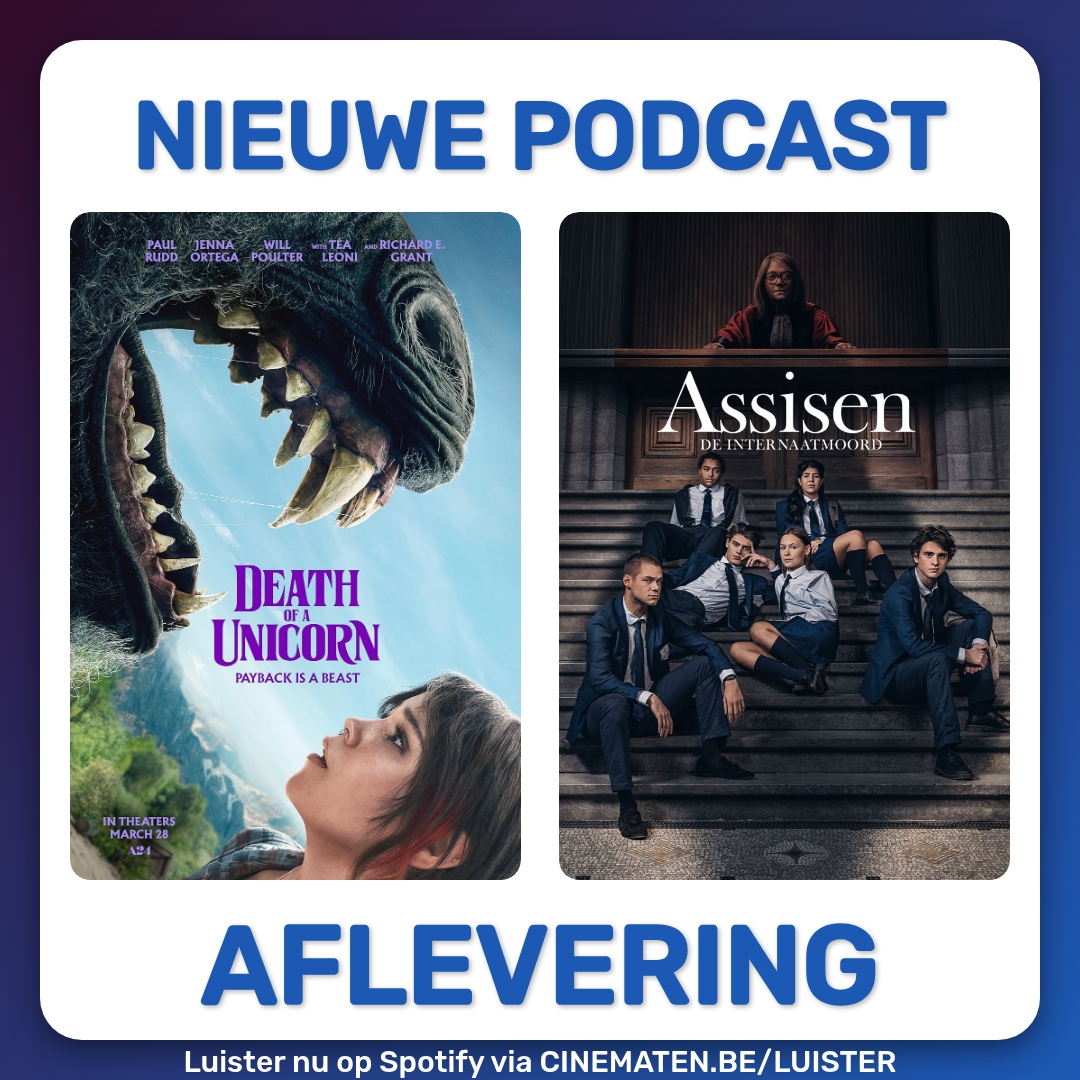 NIEUWE PODCAST
PAUL RUDD JENNA ORTEGA WILL POULTER WITH TÉA LEONI AND RICHARD E. GRANT
DEATH
OF A
UNICORN
PAYBACK IS A BEAST
IN THEATERS
MARCH 28
A24
Assisen
DE INTERNAATMOORD
AFLEVERING
Luister nu op Spotify via CINEMATEN.BE/LUISTER